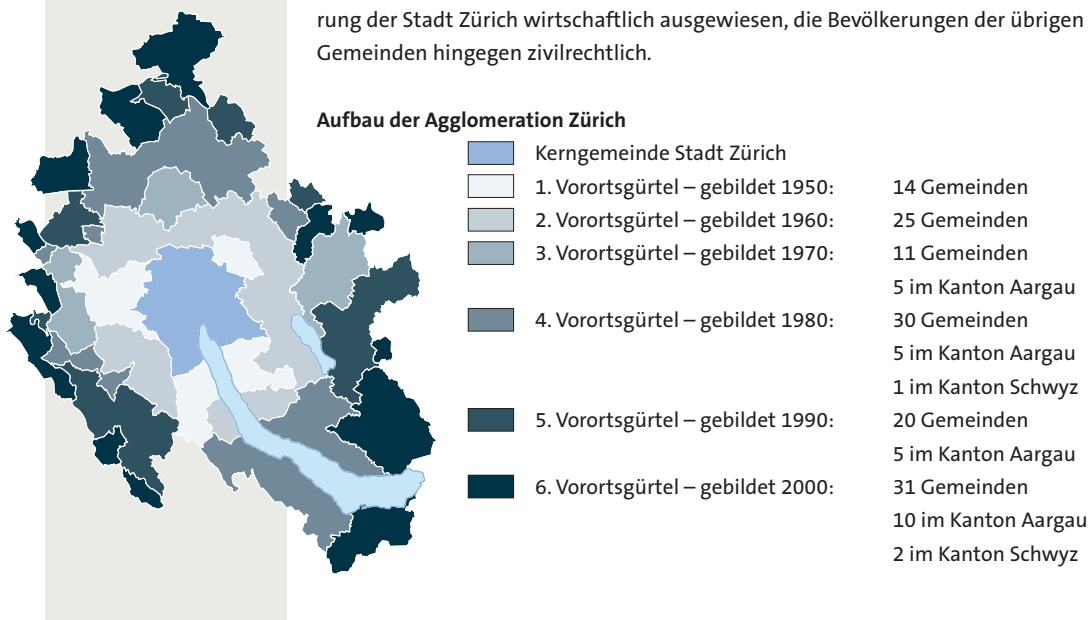 rung der Stadt Zürich wirtschaftlich ausgewiesen, die Bevölkerungen der übrigen
Gemeinden hingegen zivilrechtlich.
Aufbau der Agglomeration Zürich
Kerngemeinde Stadt Zürich
1. Vorortsgürtel – gebildet 1950: 14 Gemeinden
2. Vorortsgürtel – gebildet 1960: 25 Gemeinden
3. Vorortsgürtel – gebildet 1970: 11 Gemeinden
5 im Kanton Aargau
4. Vorortsgürtel – gebildet 1980: 30 Gemeinden
5 im Kanton Aargau
1 im Kanton Schwyz
5. Vorortsgürtel – gebildet 1990: 20 Gemeinden
5 im Kanton Aargau
6. Vorortsgürtel – gebildet 2000: 31 Gemeinden
10 im Kanton Aargau
2 im Kanton Schwyz